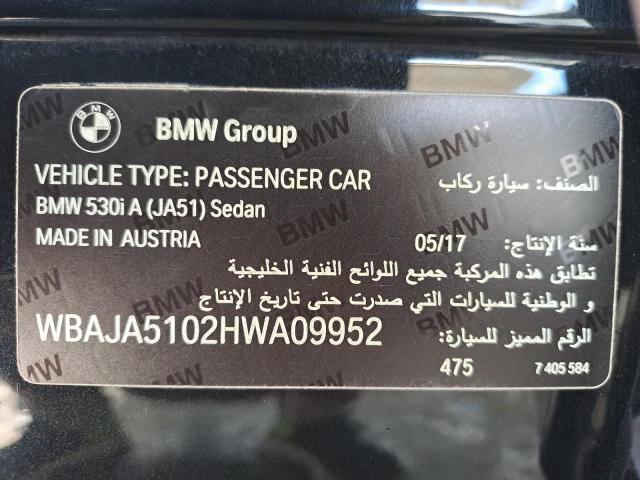 BMW
BMW Group
VEHICLE TYPE: PASSENGER CAR الصنف: سيارة ركاب
BMW 530i A (JA51) Sedan
MADE IN AUSTRIA 05/17 سنة الإنتاج:
تطابق هذه المركبة جميع اللوائح الفنية الخليجية
و الوطنية للسيارات التي صدرت حتى تاريخ الإنتاج
WBAJA5102HWA09952 الرقم المميز للسيارة:
475 7 405 584